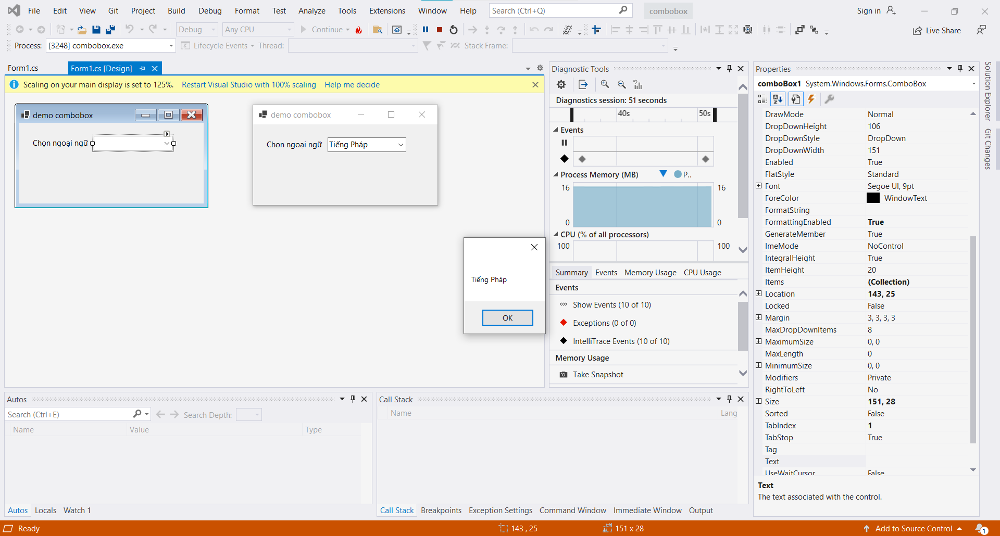 File Edit View Git Project Build Debug Format Test Analyze Tools Extensions Window Help Search (Ctrl+Q) combobox Sign in
Debug Any CPU Continue Live Share
Process: [3248] combobox.exe Lifecycle Events Thread: Stack Frame:
Form1.cs Form1.cs [Design]
Scaling on your main display is set to 125%. Restart Visual Studio with 100% scaling Help me decide
demo combobox
Chọn ngoại ngữ
demo combobox
Chọn ngoại ngữ Tiếng Pháp
Tiếng Pháp
OK
Diagnostic Tools
Diagnostics session: 51 seconds
40s 50s
Events
Process Memory (MB) P..
16 16
0 0
CPU (% of all processors)
100 100
Summary Events Memory Usage CPU Usage
Events
Show Events (10 of 10)
Exceptions (0 of 0)
IntelliTrace Events (10 of 10)
Memory Usage
Take Snapshot
Properties
comboBox1 System.Windows.Forms.ComboBox
DrawMode Normal
DropDownHeight 106
DropDownStyle DropDown
DropDownWidth 151
Enabled True
FlatStyle Standard
Font Segoe UI, 9pt
ForeColor WindowText
FormatString
FormattingEnabled True
GenerateMember True
ImeMode NoControl
IntegralHeight True
ItemHeight 20
Items (Collection)
Location 143, 25
Locked False
Margin 3, 3, 3, 3
MaxDropDownItems 8
MaximumSize 0, 0
MaxLength 0
MinimumSize 0, 0
Modifiers Private
RightToLeft No
Size 151, 28
Sorted False
TabIndex 1
TabStop True
Tag
Text
UseWaitCursor False
Text
The text associated with the control.
Solution Explorer
Git Changes
Autos
Search (Ctrl+E) Search Depth:
Name Value Type
Autos Locals Watch 1
Call Stack
Name Lang
Call Stack Breakpoints Exception Settings Command Window Immediate Window Output
Ready 143 , 25 151 x 28 Add to Source Control 1